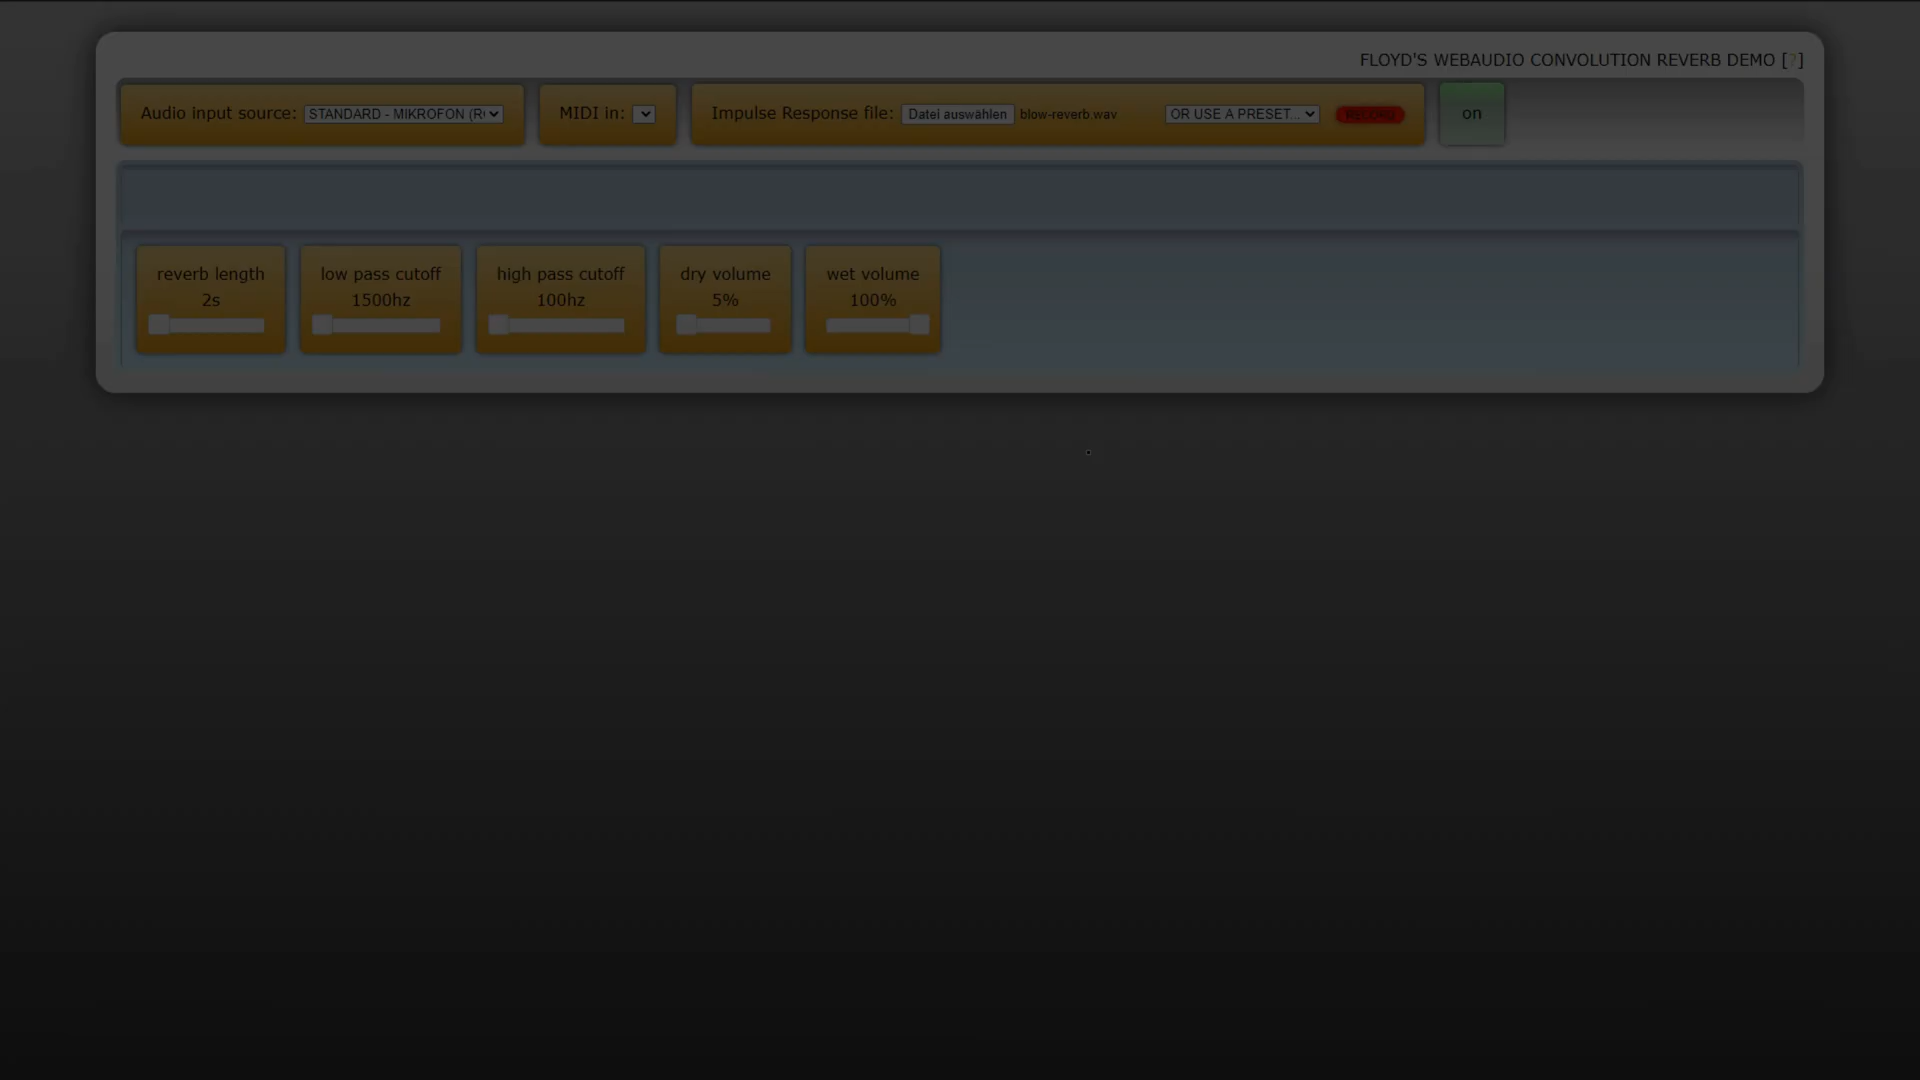 FLOYD'S WEBAUDIO CONVOLUTION REVERB DEMO [?]
Audio input source: STANDARD - MIKROFON (R MIDI in: Impulse Response file: Datei auswählen blow-reverb.wav OR USE A PRESET... RECORD on
reverb length low pass cutoff high pass cutoff dry volume wet volume
2s 1500hz 100hz 5% 100%